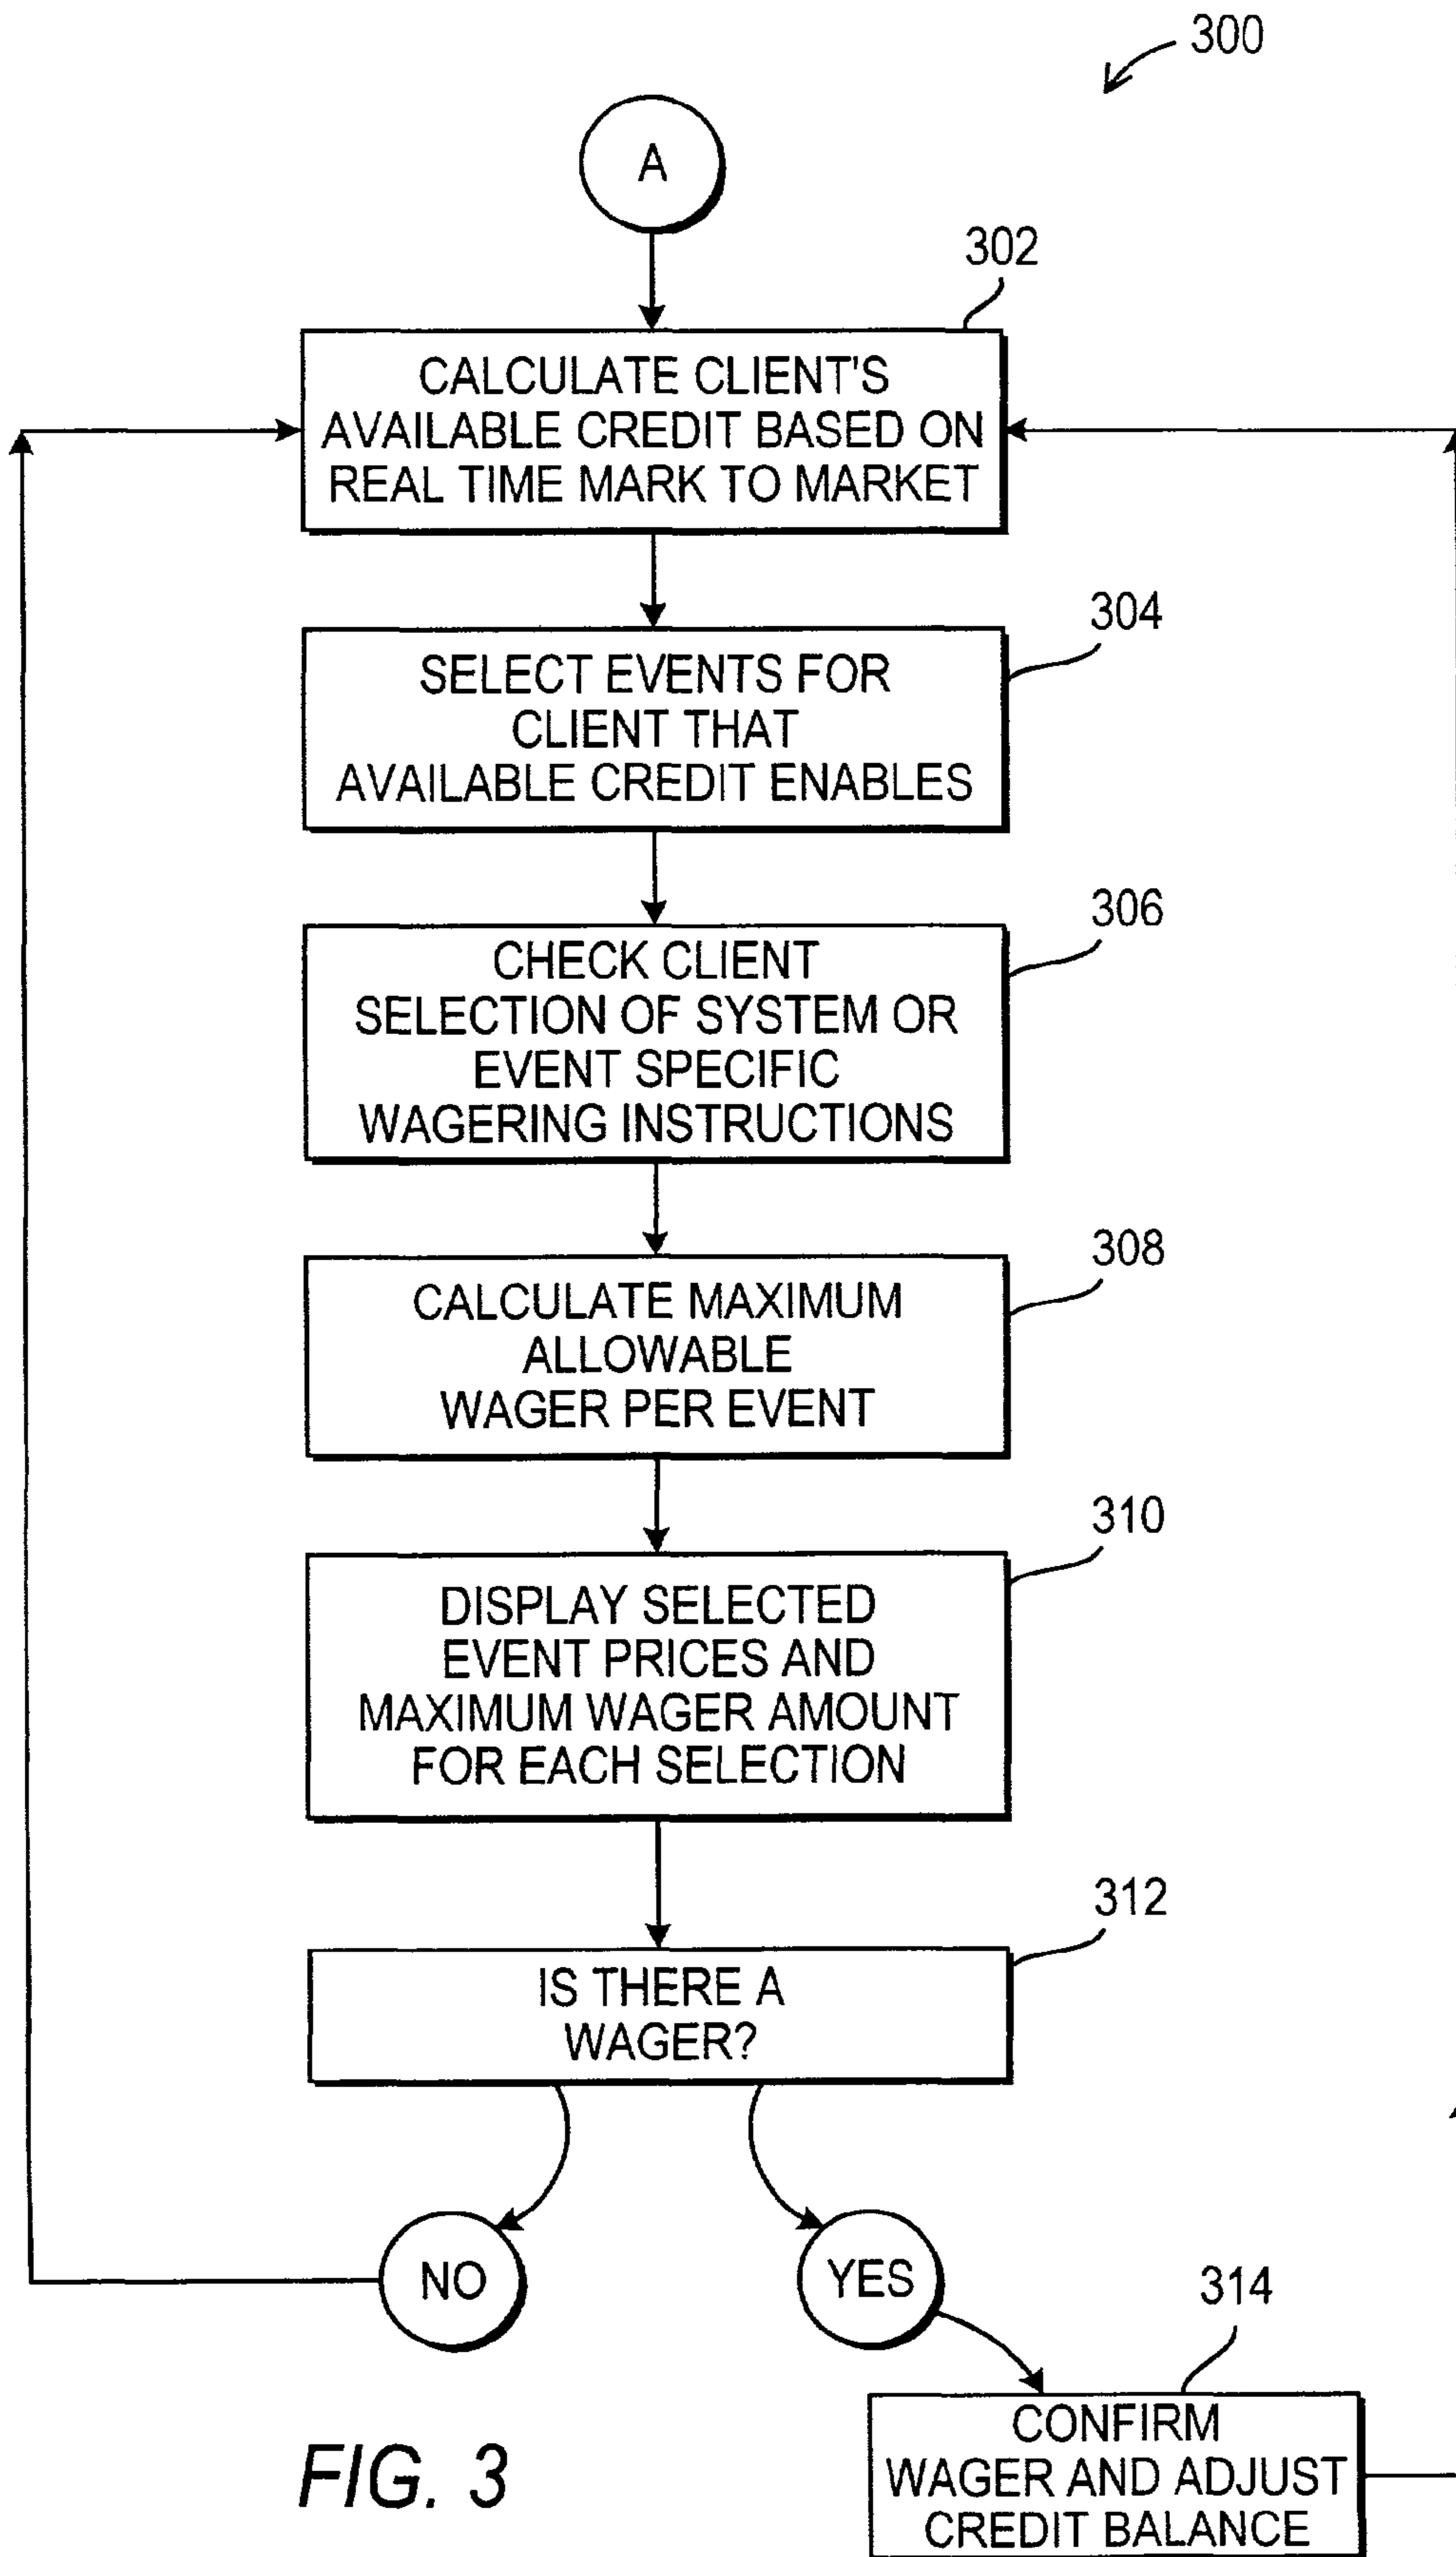 300
A
302
CALCULATE CLIENT'S
AVAILABLE CREDIT BASED ON
REAL TIME MARK TO MARKET
304
SELECT EVENTS FOR
CLIENT THAT
AVAILABLE CREDIT ENABLES
306
CHECK CLIENT
SELECTION OF SYSTEM OR
EVENT SPECIFIC
WAGERING INSTRUCTIONS
308
CALCULATE MAXIMUM
ALLOWABLE
WAGER PER EVENT
310
DISPLAY SELECTED
EVENT PRICES AND
MAXIMUM WAGER AMOUNT
FOR EACH SELECTION
312
IS THERE A
WAGER?
NO
YES
314
CONFIRM
WAGER AND ADJUST
CREDIT BALANCE
FIG. 3